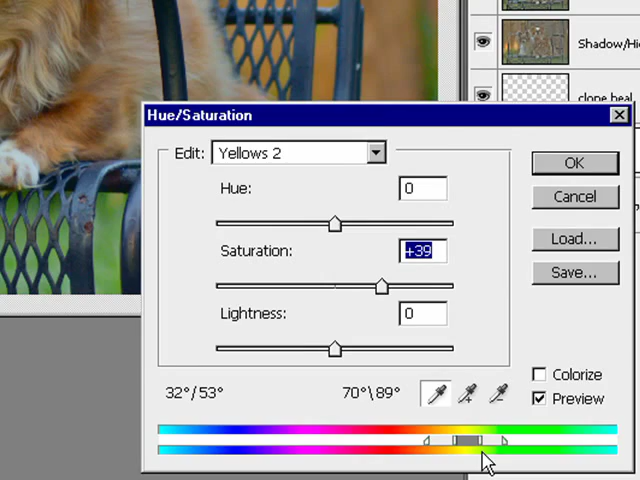 Shadow/Hi
clone heal
Hue/Saturation
Edit: Yellows 2
OK
Hue: 0
Cancel
Saturation: +39
Load...
Save...
Lightness: 0
Colorize
32°/53° 70°\89°
Preview